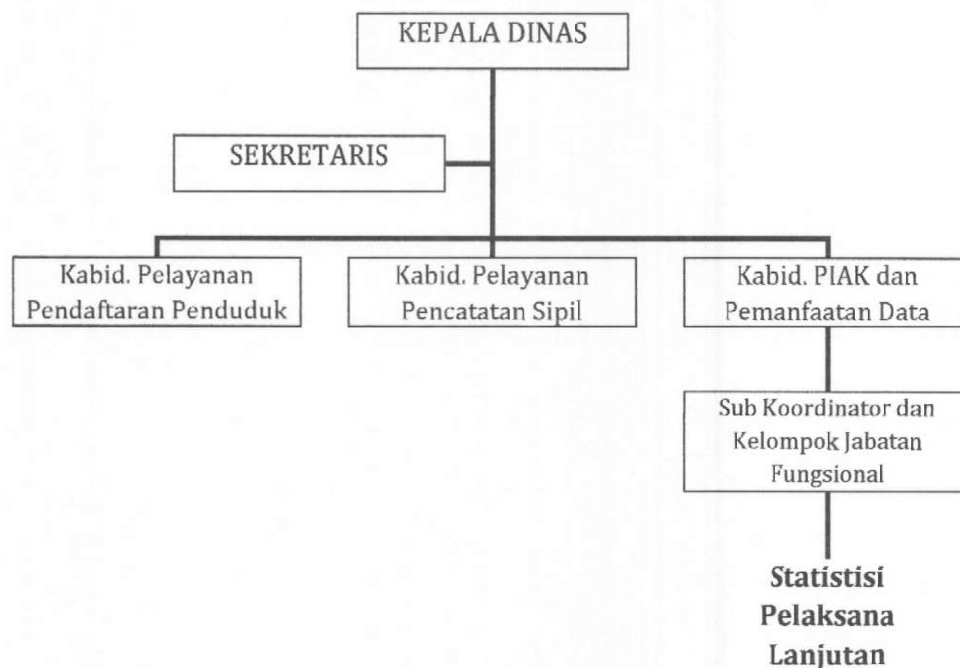 KEPALA DINAS
SEKRETARIS
Kabid. Pelayanan
Pendaftaran Penduduk
Kabid. Pelayanan
Pencatatan Sipil
Kabid. PIAK dan
Pemanfaatan Data
Sub Koordinator dan
Kelompok Jabatan
Fungsional
Statistisi
Pelaksana
Lanjutan